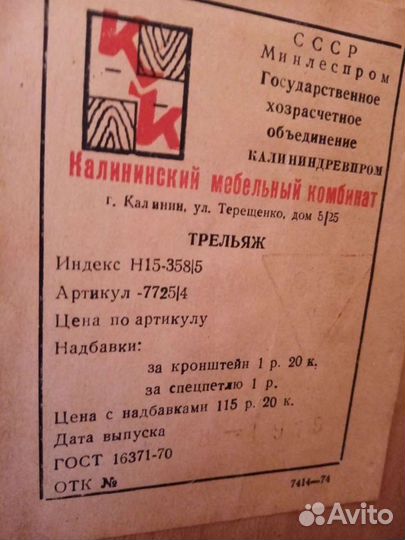 СССР
Минлеспром
Государственное
хозрасчетное
объединение
КАЛИНИНДРЕВПРОМ
Калининский мебельный комбинат
г. Калинин, ул. Терещенко, дом 5/25
ТРЕЛЬЯЖ
Индекс Н15-358/5
Артикул -7725/4
Цена по артикулу
Надбавки:
за кронштейн 1 р. 20 к.
за спецпетлю 1 р.
Цена с надбавками 115 р. 20 к.
Дата выпуска
ГОСТ 16371-70
ОТК №
7414—74
Avito